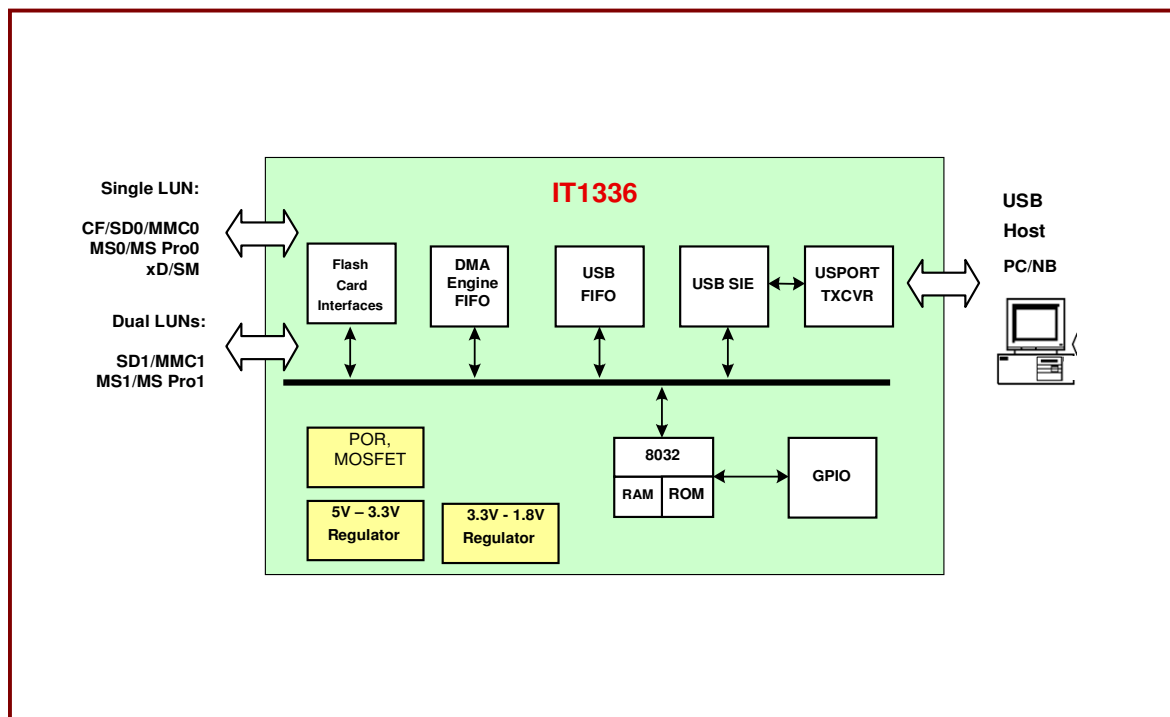 IT1336
Single LUN:
CF/SD0/MMC0
MS0/MS Pro0
xD/SM
Dual LUNs:
SD1/MMC1
MS1/MS Pro1
Flash
Card
Interfaces
DMA
Engine
FIFO
USB
FIFO
USB SIE
USPORT
TXCVR
USB
Host
PC/NB
POR,
MOSFET
5V – 3.3V
Regulator
3.3V - 1.8V
Regulator
8032
RAM
ROM
GPIO